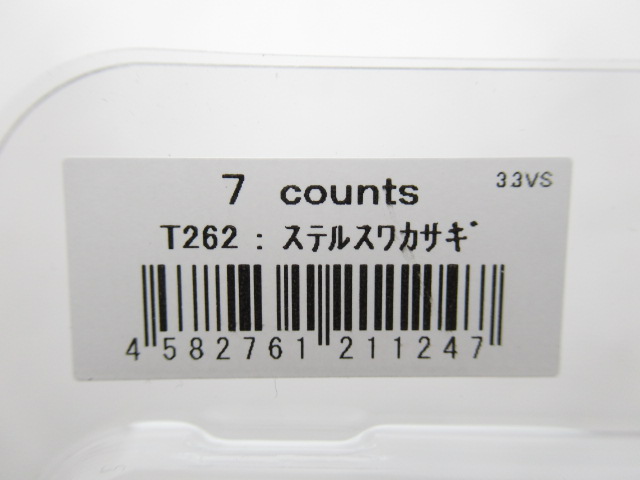 7 counts
33VS
T262 : ｽﾃﾙｽﾜｶｻｷﾞ
4 582761 211247